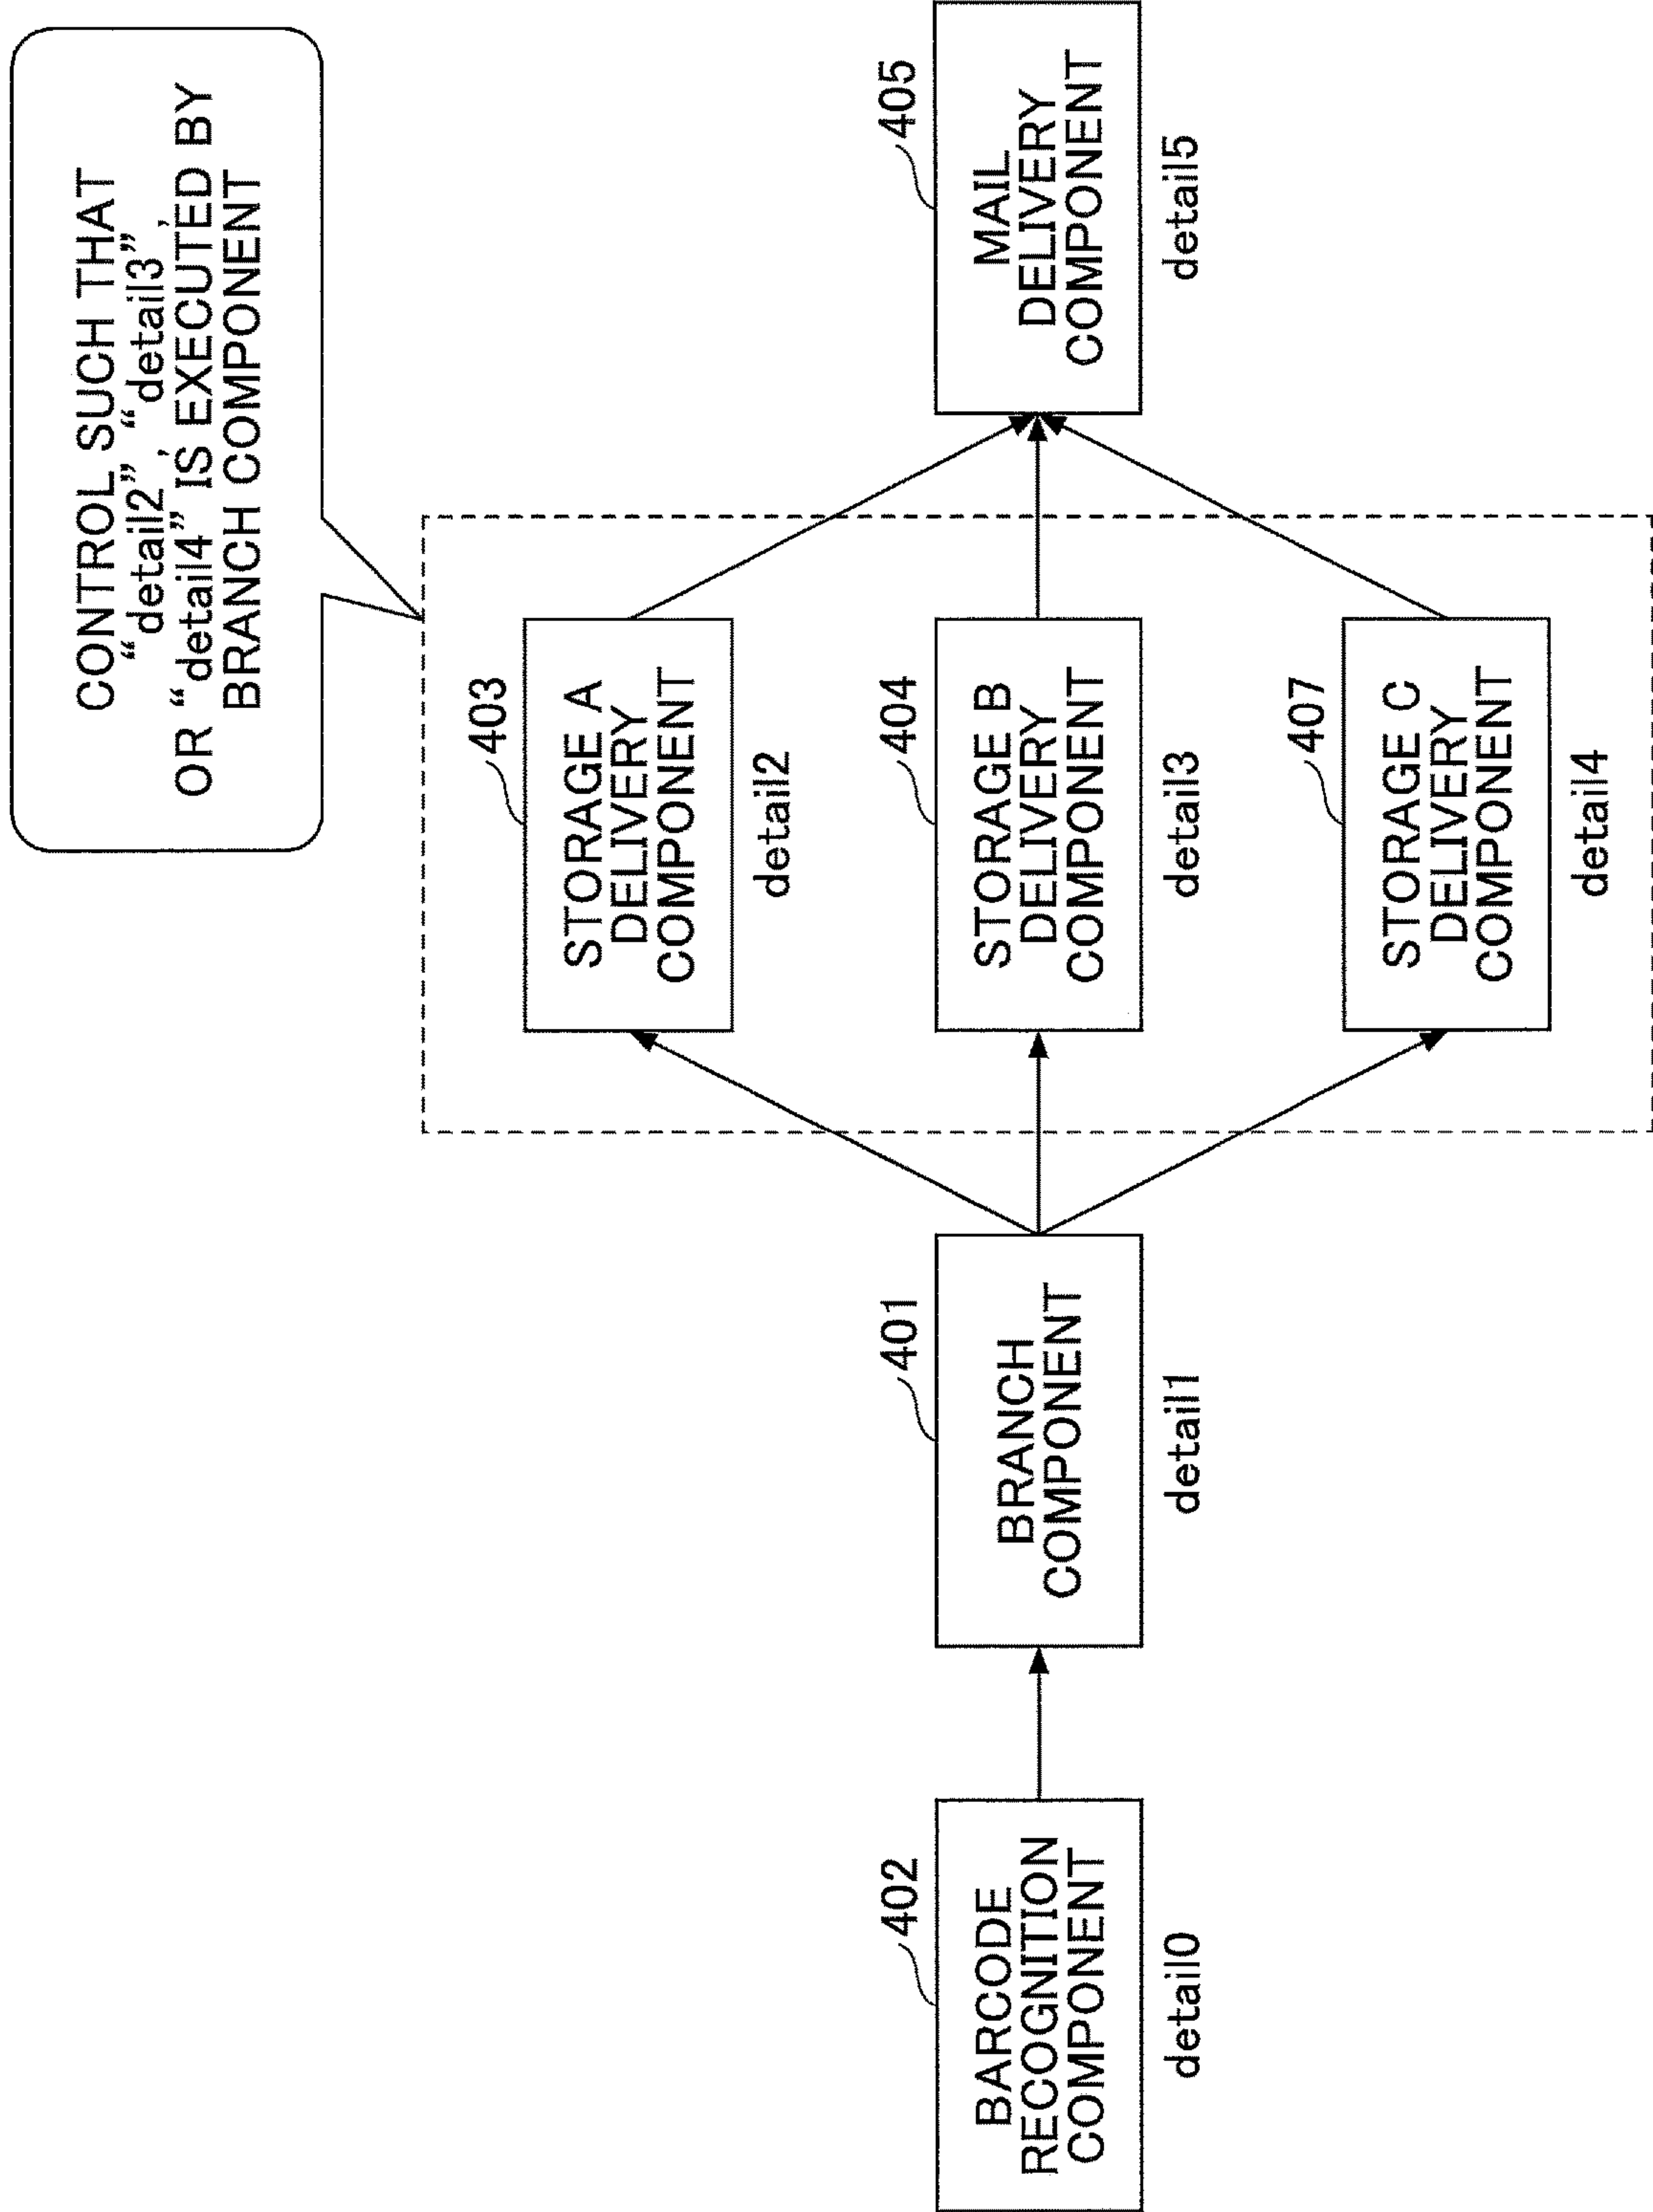 CONTROL SUCH THAT
“detail2”, “detail3”,
OR “detail4” IS EXECUTED BY
BRANCH COMPONENT
402
BARCODE
RECOGNITION
COMPONENT
detail0
401
BRANCH
COMPONENT
detail1
403
STORAGE A
DELIVERY
COMPONENT
detail2
404
STORAGE B
DELIVERY
COMPONENT
detail3
407
STORAGE C
DELIVERY
COMPONENT
detail4
405
MAIL
DELIVERY
COMPONENT
detail5